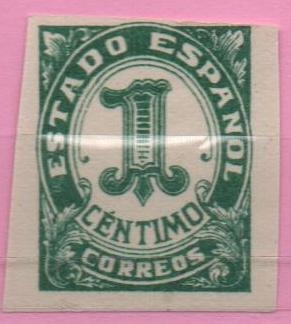 ESTADO ESPAÑOL
1
CÉNTIMO
CORREOS